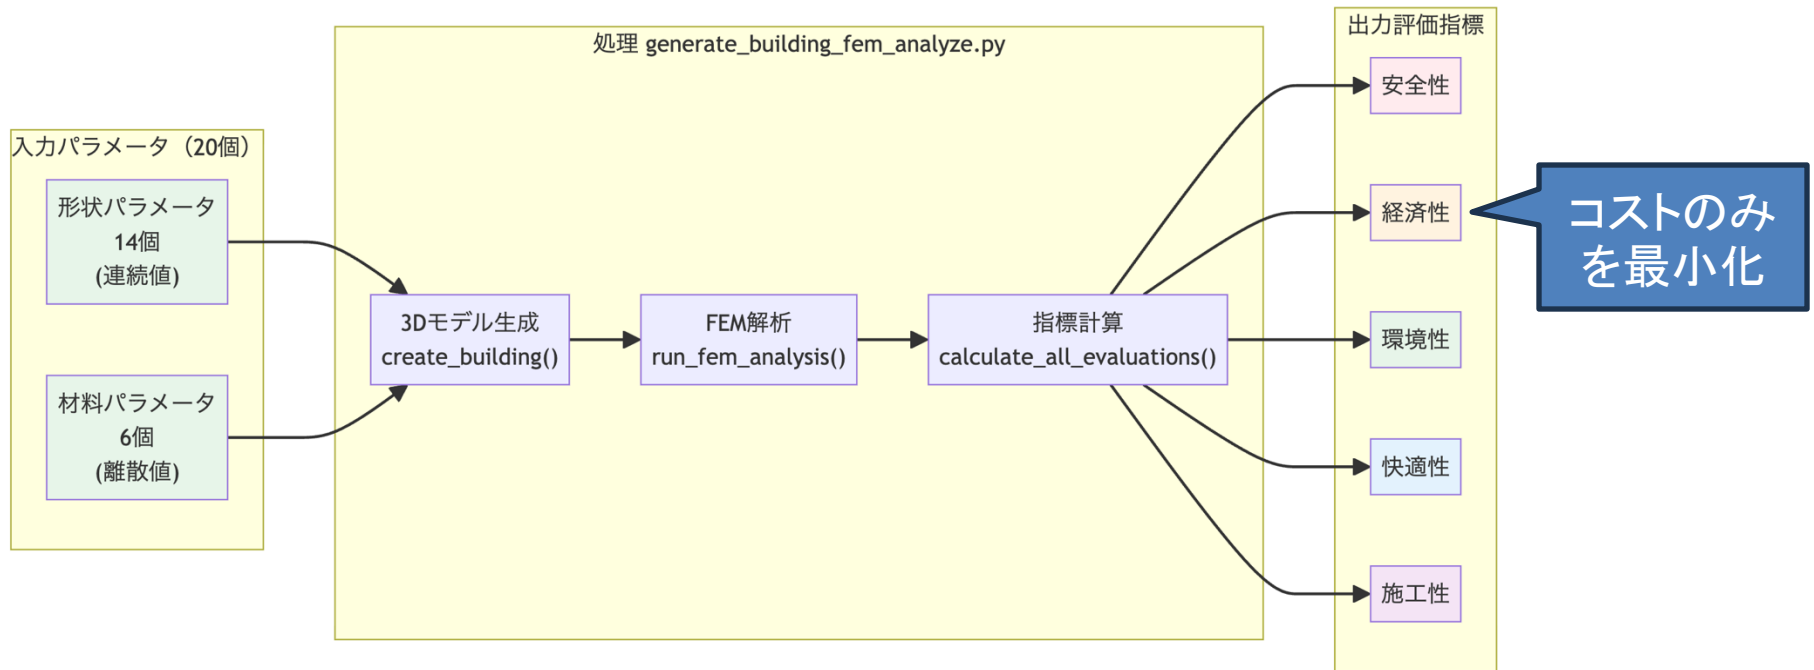 入力パラメータ（20個）
形状パラメータ
14個
(連続値)
材料パラメータ
6個
(離散値)
処理 generate_building_fem_analyze.py
3Dモデル生成
create_building()
FEM解析
run_fem_analysis()
指標計算
calculate_all_evaluations()
出力評価指標
安全性
経済性
環境性
快適性
施工性
コストのみ
を最小化